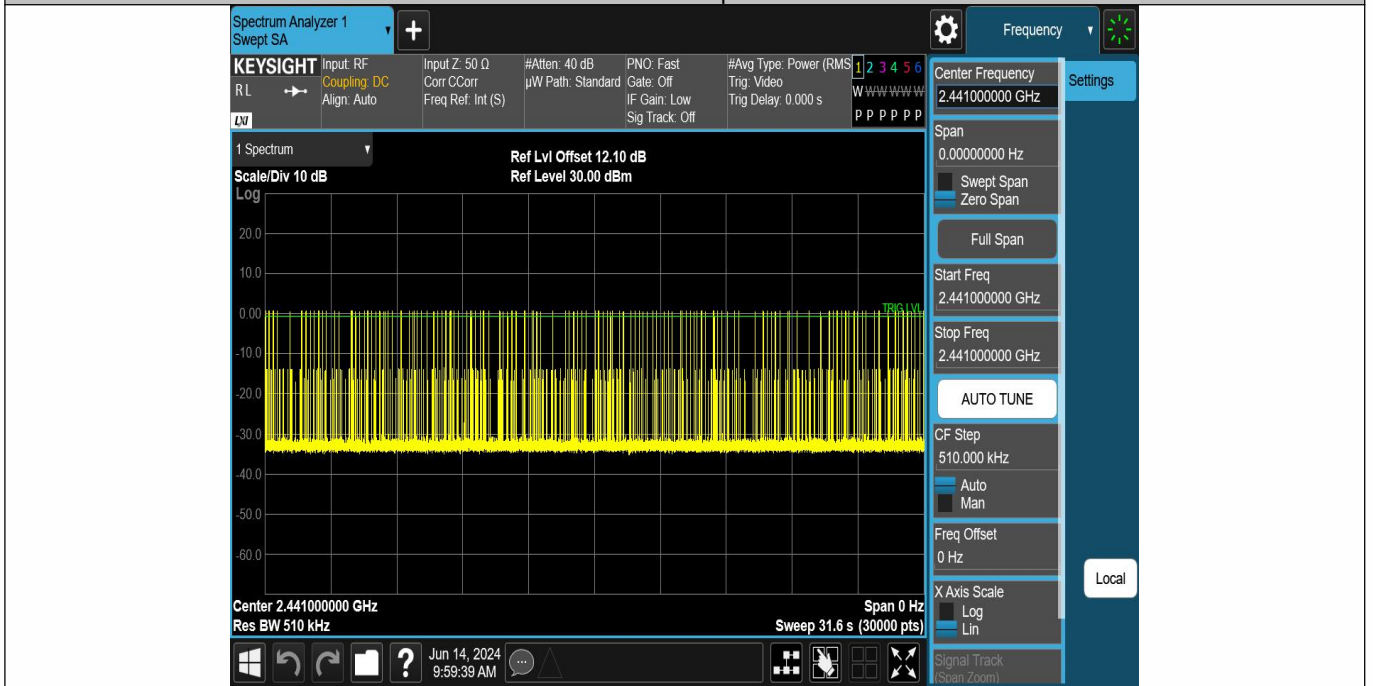 Spectrum Analyzer 1
Swept SA
+
Frequency
KEYSIGHT
RL
LXI
Input: RF
Coupling: DC
Align: Auto
Input Z: 50 Ω
Corr CCorr
Freq Ref: Int (S)
#Atten: 40 dB
µW Path: Standard
PNO: Fast
Gate: Off
IF Gain: Low
Sig Track: Off
#Avg Type: Power (RMS
Trig: Video
Trig Delay: 0.000 s
1 2 3 4 5 6
W W W W W W
P P P P P P
1 Spectrum
Scale/Div 10 dB
Ref Lvl Offset 12.10 dB
Ref Level 30.00 dBm
Log
20.0
10.0
0.00
TRIG LVL
-10.0
-20.0
-30.0
-40.0
-50.0
-60.0
Center 2.441000000 GHz
Res BW 510 kHz
Span 0 Hz
Sweep 31.6 s (30000 pts)
Center Frequency
2.441000000 GHz
Settings
Span
0.00000000 Hz
Swept Span
Zero Span
Full Span
Start Freq
2.441000000 GHz
Stop Freq
2.441000000 GHz
AUTO TUNE
CF Step
510.000 kHz
Auto
Man
Freq Offset
0 Hz
X Axis Scale
Log
Lin
Signal Track
(Span Zoom)
Local
?
Jun 14, 2024
9:59:39 AM